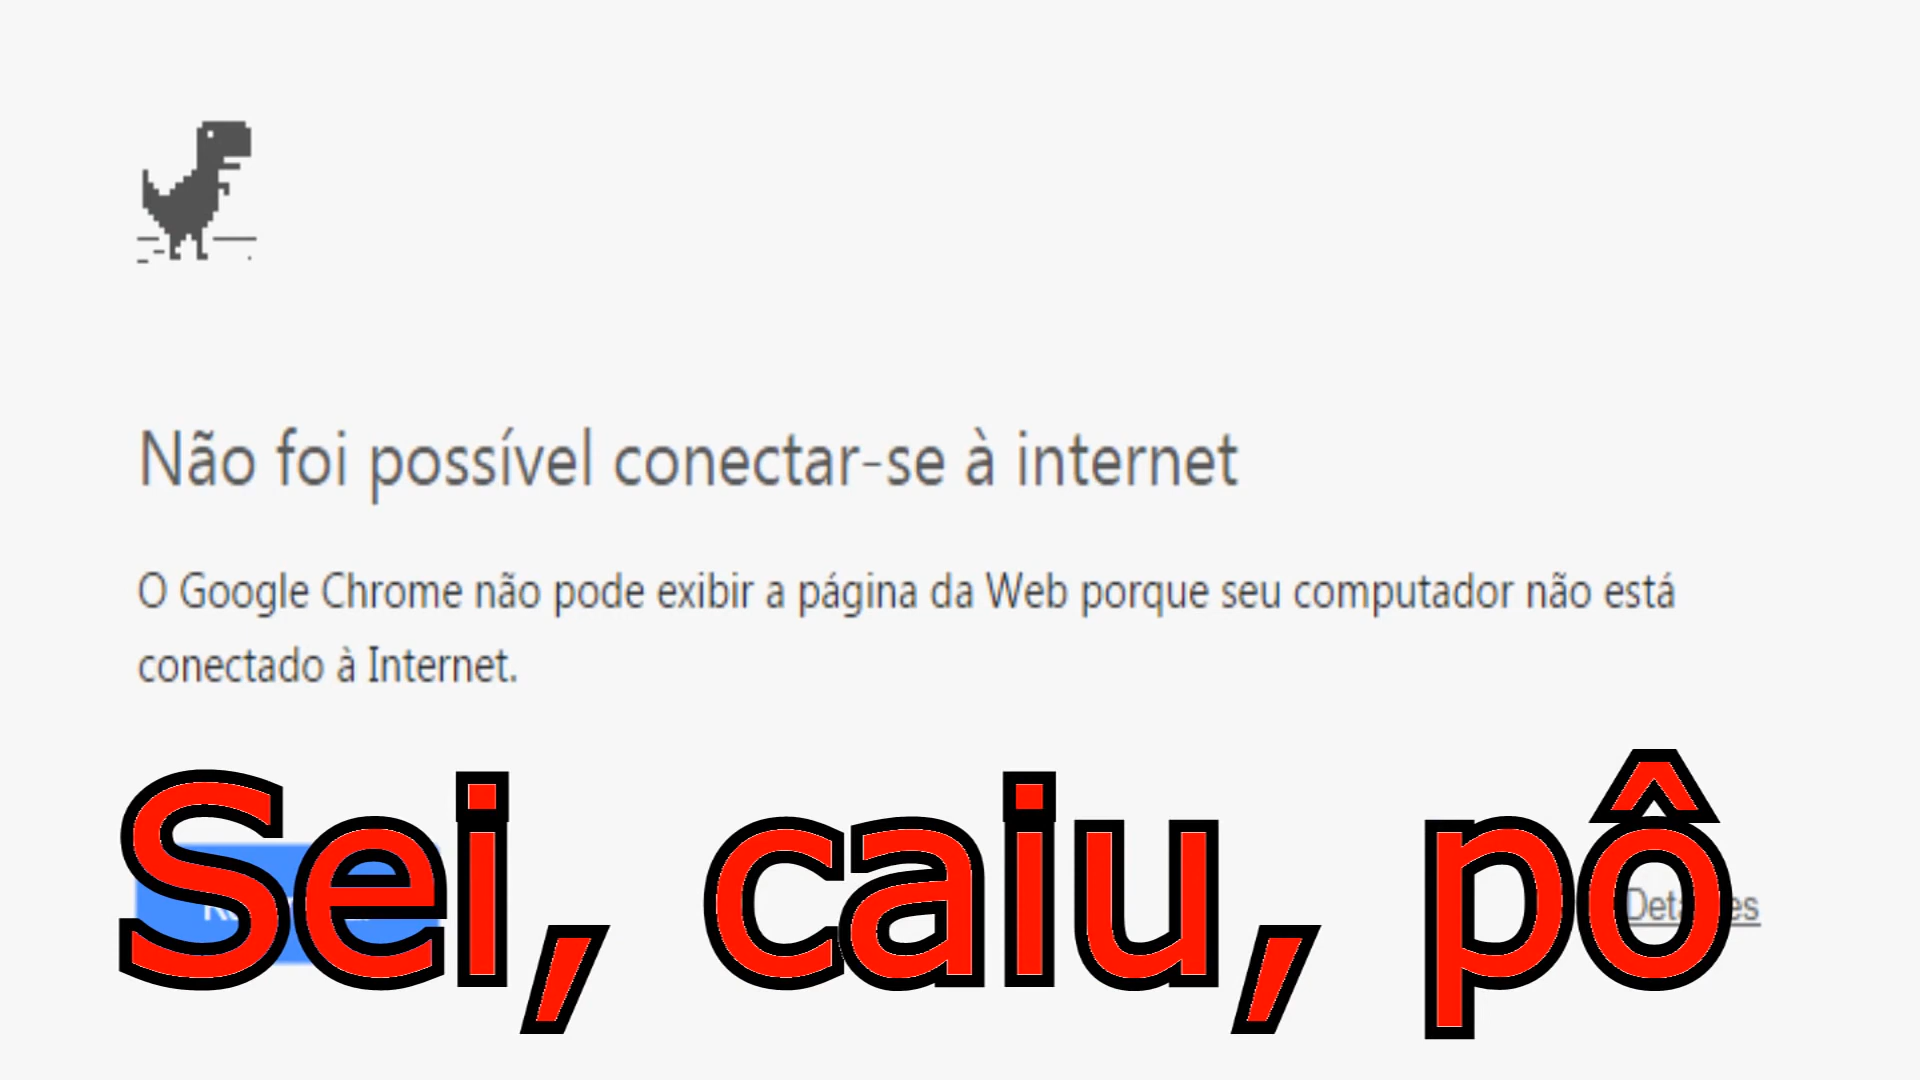 Não foi possível conectar-se à internet
O Google Chrome não pode exibir a página da Web porque seu computador não está
conectado à Internet.
Sei, caiu, pô